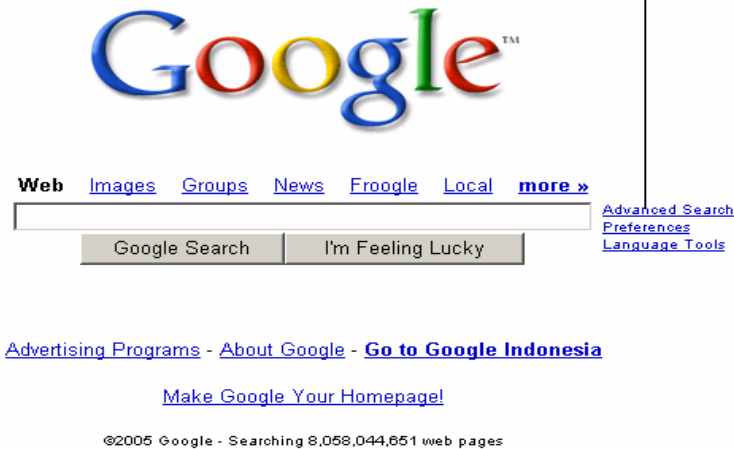 Google™
Web Images Groups News Froogle Local more »
Advanced Search
Preferences
Language Tools
Google Search I'm Feeling Lucky
Advertising Programs - About Google - Go to Google Indonesia
Make Google Your Homepage!
©2005 Google - Searching 8,058,044,651 web pages